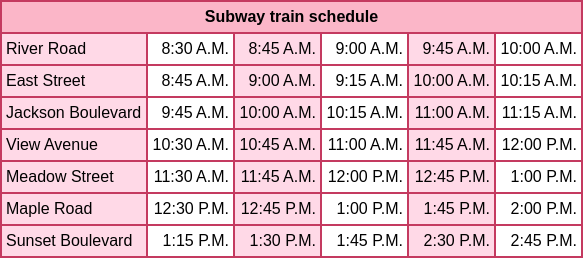 Subway train schedule
River Road 8:30 A.M. 8:45 A.M. 9:00 A.M. 9:45 A.M. 10:00 A.M.
East Street 8:45 A.M. 9:00 A.M. 9:15 A.M. 10:00 A.M. 10:15 A.M.
Jackson Boulevard 9:45 A.M. 10:00 A.M. 10:15 A.M. 11:00 A.M. 11:15 A.M.
View Avenue 10:30 A.M. 10:45 A.M. 11:00 A.M. 11:45 A.M. 12:00 P.M.
Meadow Street 11:30 A.M. 11:45 A.M. 12:00 P.M. 12:45 P.M. 1:00 P.M.
Maple Road 12:30 P.M. 12:45 P.M. 1:00 P.M. 1:45 P.M. 2:00 P.M.
Sunset Boulevard 1:15 P.M. 1:30 P.M. 1:45 P.M. 2:30 P.M. 2:45 P.M.